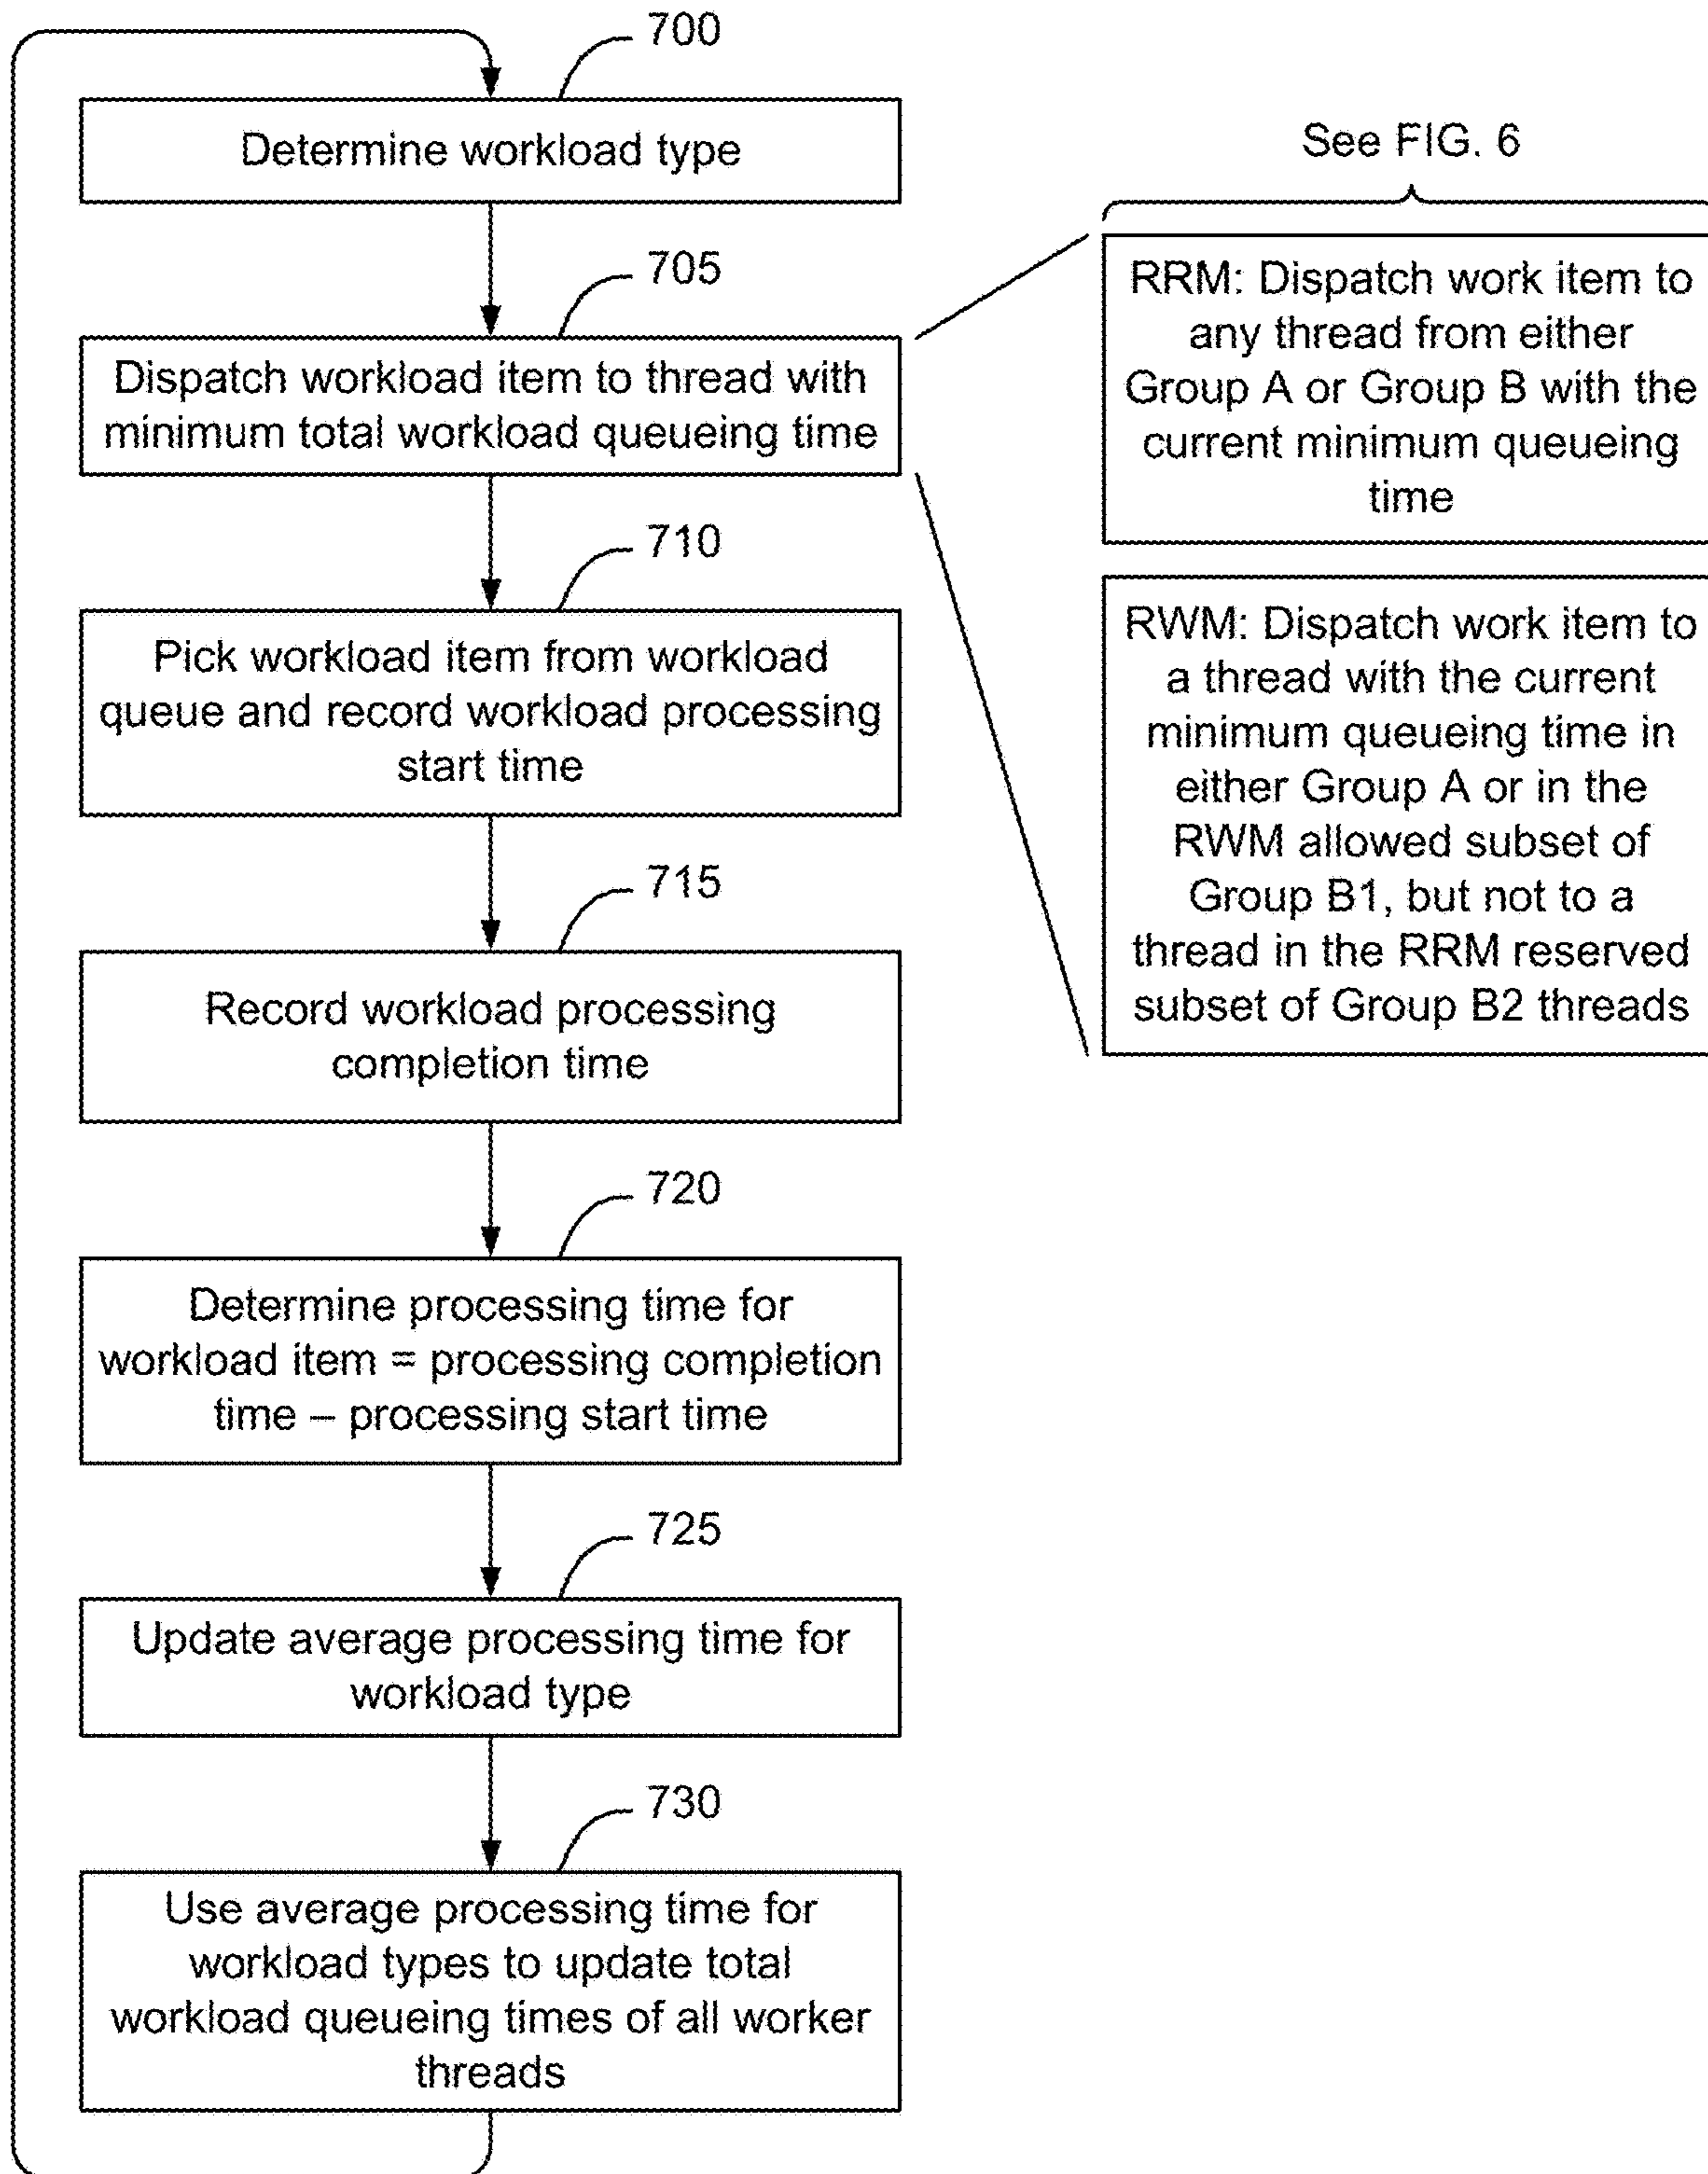 700
Determine workload type
705
Dispatch workload item to thread with
minimum total workload queueing time
See FIG. 6
RRM: Dispatch work item to
any thread from either
Group A or Group B with the
current minimum queueing
time
RWM: Dispatch work item to
a thread with the current
minimum queueing time in
either Group A or in the
RWM allowed subset of
Group B1, but not to a
thread in the RRM reserved
subset of Group B2 threads
710
Pick workload item from workload
queue and record workload processing
start time
715
Record workload processing
completion time
720
Determine processing time for
workload item = processing completion
time – processing start time
725
Update average processing time for
workload type
730
Use average processing time for
workload types to update total
workload queueing times of all worker
threads